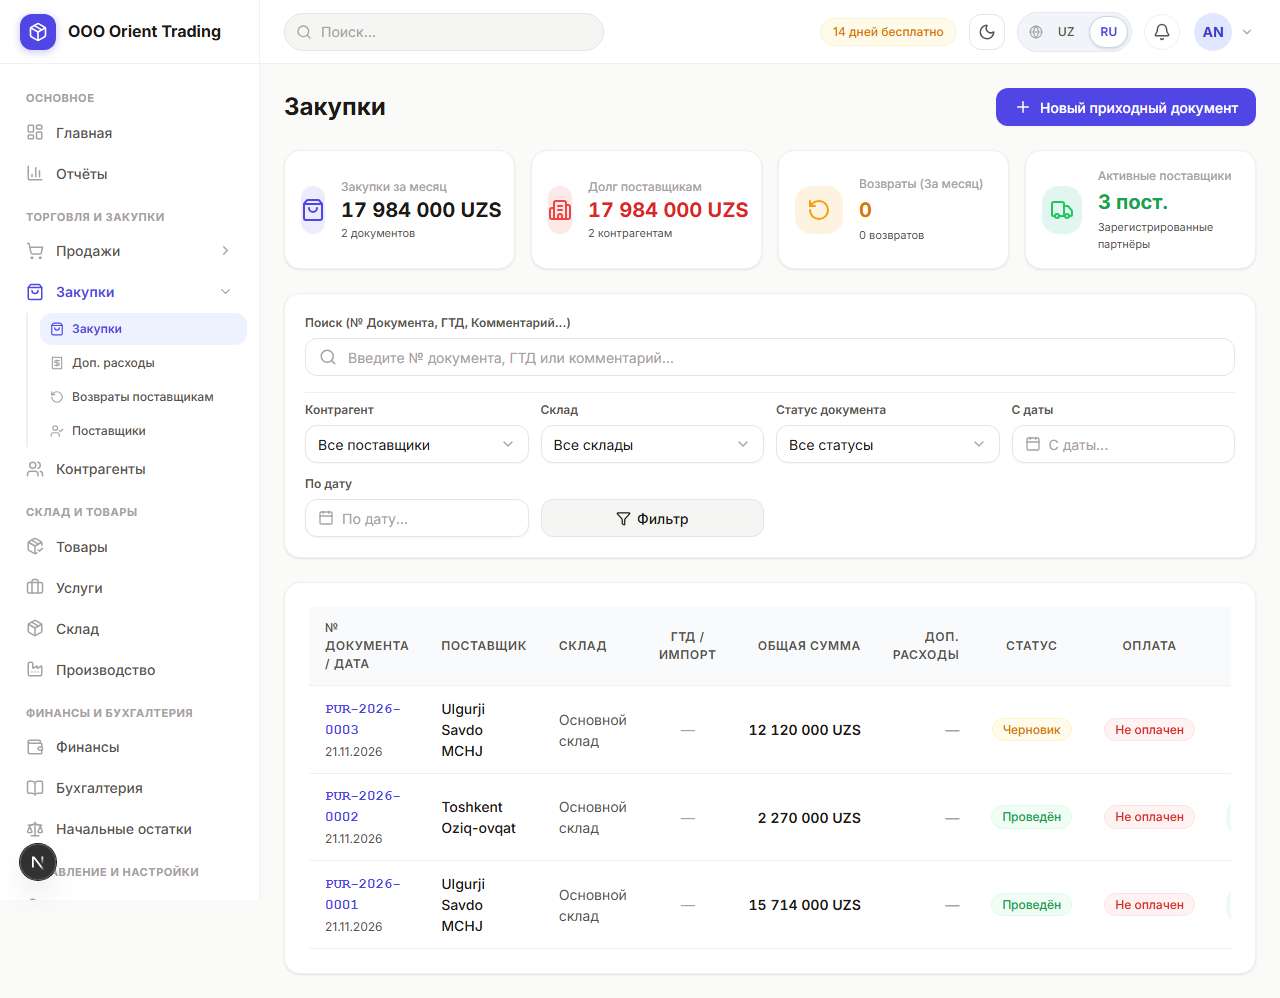 OOO Orient Trading
Поиск...
14 дней бесплатно
UZ
RU
AN
ОСНОВНОЕ
Главная
Отчёты
ТОРГОВЛЯ И ЗАКУПКИ
Продажи
Закупки
Закупки
Доп. расходы
Возвраты поставщикам
Поставщики
Контрагенты
СКЛАД И ТОВАРЫ
Товары
Услуги
Склад
Производство
ФИНАНСЫ И БУХГАЛТЕРИЯ
Финансы
Бухгалтерия
Начальные остатки
N
АВЛЕНИЕ И НАСТРОЙКИ
Закупки
Новый приходный документ
Закупки за месяц
17 984 000 UZS
2 документов
Долг поставщикам
17 984 000 UZS
2 контрагентам
Возвраты (За месяц)
0
0 возвратов
Активные поставщики
3 пост.
Зарегистрированные
партнёры
Поиск (№ Документа, ГТД, Комментарий...)
Введите № документа, ГТД или комментарий...
Контрагент
Склад
Статус документа
С даты
Все поставщики
Все склады
Все статусы
С даты...
По дату
По дату...
Фильтр
№
ДОКУМЕНТА
/ ДАТА
ПОСТАВЩИК
СКЛАД
ГТД /
ИМПОРТ
ОБЩАЯ СУММА
ДОП.
РАСХОДЫ
СТАТУС
ОПЛАТА
PUR-2026-
0003
21.11.2026
Ulgurji
Savdo
MCHJ
Основной
склад
—
12 120 000 UZS
—
Черновик
Не оплачен
PUR-2026-
0002
21.11.2026
Toshkent
Oziq-ovqat
Основной
склад
—
2 270 000 UZS
—
Проведён
Не оплачен
PUR-2026-
0001
21.11.2026
Ulgurji
Savdo
MCHJ
Основной
склад
—
15 714 000 UZS
—
Проведён
Не оплачен